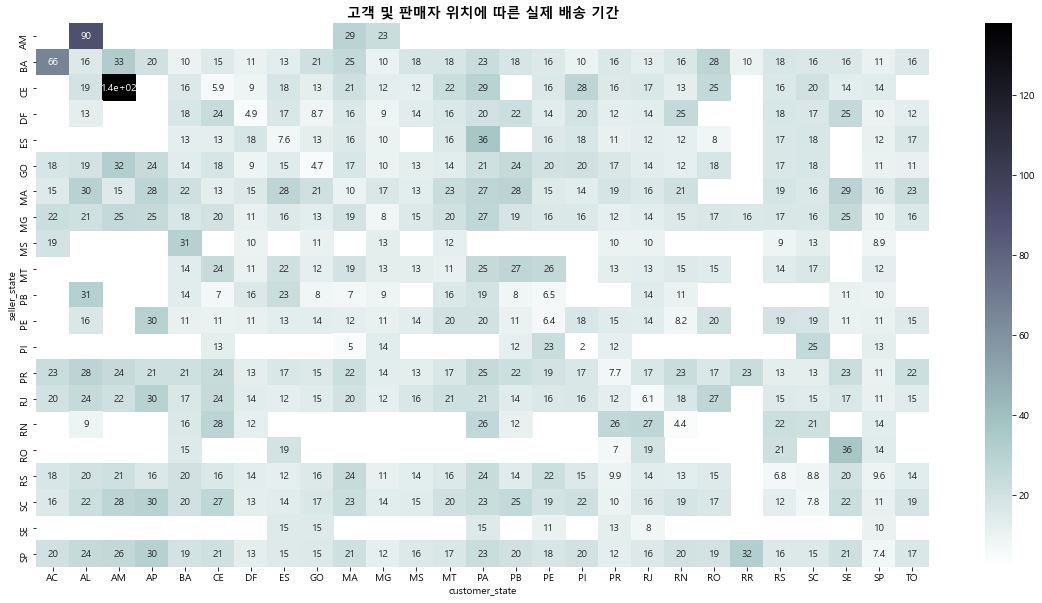 고객 및 판매자 위치에 따른 실제 배송 기간
AM 90 29 23
BA 66 16 33 20 10 15 11 13 21 25 10 18 18 23 18 16 10 16 13 16 28 10 18 16 16 11 16
CE 19 1.4e+02 16 5.9 9 18 13 21 12 12 22 29 16 28 16 17 13 25 16 20 14 14
DF 13 18 24 4.9 17 8.7 16 9 14 16 20 22 14 20 12 14 25 18 17 25 10 12
ES 13 13 18 7.6 13 16 10 16 36 16 18 11 12 12 8 17 18 12 17
GO 18 19 32 24 14 18 9 15 4.7 17 10 13 14 21 24 20 20 17 14 12 18 17 18 11 11
MA 15 30 15 28 22 13 15 28 21 10 17 13 23 27 28 15 14 19 16 21 19 16 29 16 23
MG 22 21 25 25 18 20 11 16 13 19 8 15 20 27 19 16 16 12 14 15 17 16 17 16 25 10 16
MS 19 31 10 11 13 12 10 10 9 13 8.9
MT 14 24 11 22 12 19 13 13 11 25 27 26 13 13 15 15 14 17 12
PB 31 14 7 16 23 8 7 9 16 19 8 6.5 14 11 11 10
PE 16 30 11 11 11 13 14 12 11 14 20 20 11 6.4 18 15 14 8.2 20 19 19 11 11 15
PI 13 5 14 12 23 2 12 25 13
PR 23 28 24 21 21 24 13 17 15 22 14 13 17 25 22 19 17 7.7 17 23 17 23 13 13 23 11 22
RJ 20 24 22 30 17 24 14 12 15 20 12 16 21 21 14 16 16 12 6.1 18 27 15 15 17 11 15
RN 9 16 28 12 26 12 26 27 4.4 22 21 14
RO 15 19 7 19 21 36 14
RS 18 20 21 16 20 16 14 12 16 24 11 14 16 24 14 22 15 9.9 14 13 15 6.8 8.8 20 9.6 14
SC 16 22 28 30 20 27 13 14 17 23 14 15 20 23 25 19 22 10 16 19 17 12 7.8 22 11 19
SE 15 15 15 11 13 8 10
SP 20 24 26 30 19 21 13 15 15 21 12 16 17 23 20 18 20 12 16 20 19 32 16 15 21 7.4 17
AC AL AM AP BA CE DF ES GO MA MG MS MT PA PB PE PI PR RJ RN RO RR RS SC SE SP TO
seller_state
customer_state
120
100
80
60
40
20